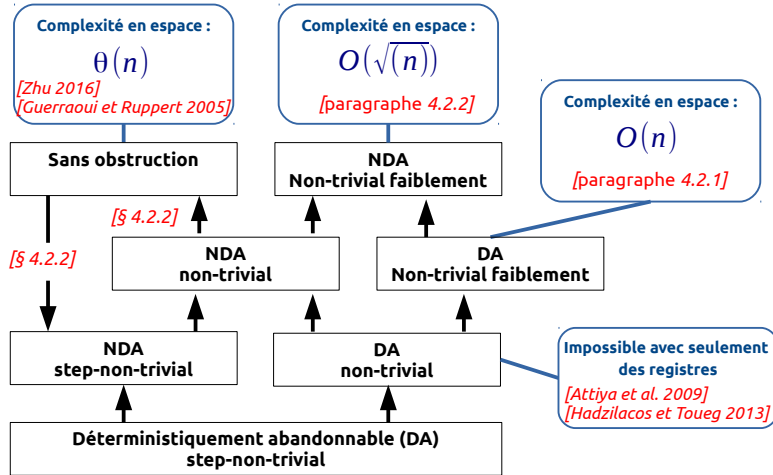 Complexité en espace :
θ(n)
[Zhu 2016]
[Guerraoui et Ruppert 2005]
Complexité en espace :
O(√(n))
[paragraphe 4.2.2]
Complexité en espace :
O(n)
[paragraphe 4.2.1]
Sans obstruction
NDA
Non-trivial faiblement
[§ 4.2.2]
[§ 4.2.2]
NDA
non-trivial
DA
Non-trivial faiblement
NDA
step-non-trivial
DA
non-trivial
Impossible avec seulement
des registres
[Attiya et al. 2009]
[Hadzilacos et Toueg 2013]
Déterministiquement abandonnable (DA)
step-non-trivial